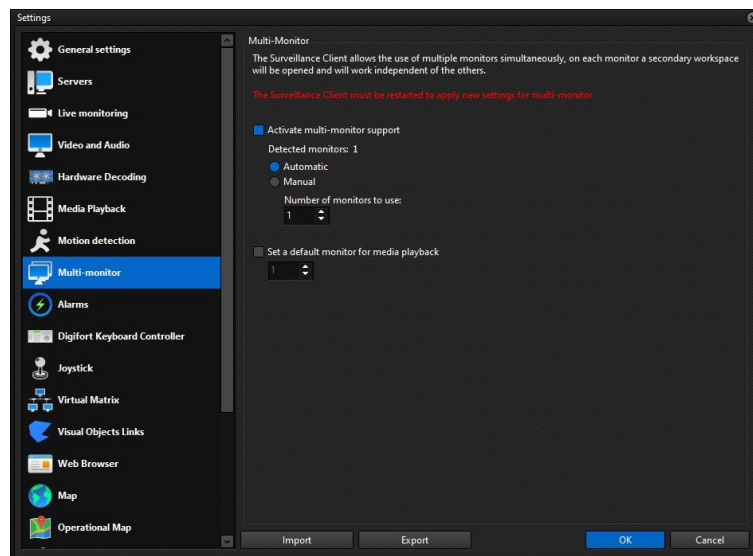 Settings
General settings
Servers
Live monitoring
Video and Audio
Hardware Decoding
Media Playback
Motion detection
Multi-monitor
Alarms
Digifort Keyboard Controller
Joystick
Virtual Matrix
Visual Objects Links
Web Browser
Map
Operational Map
Multi-Monitor
The Surveillance Client allows the use of multiple monitors simultaneously, on each monitor a secondary workspace
will be opened and will work independent of the others.
The Surveillance Client must be restarted to apply new settings for multi-monitor
Activate multi-monitor support
Detected monitors: 1
Automatic
Manual
Number of monitors to use:
1
Set a default monitor for media playback
1
Import
Export
OK
Cancel